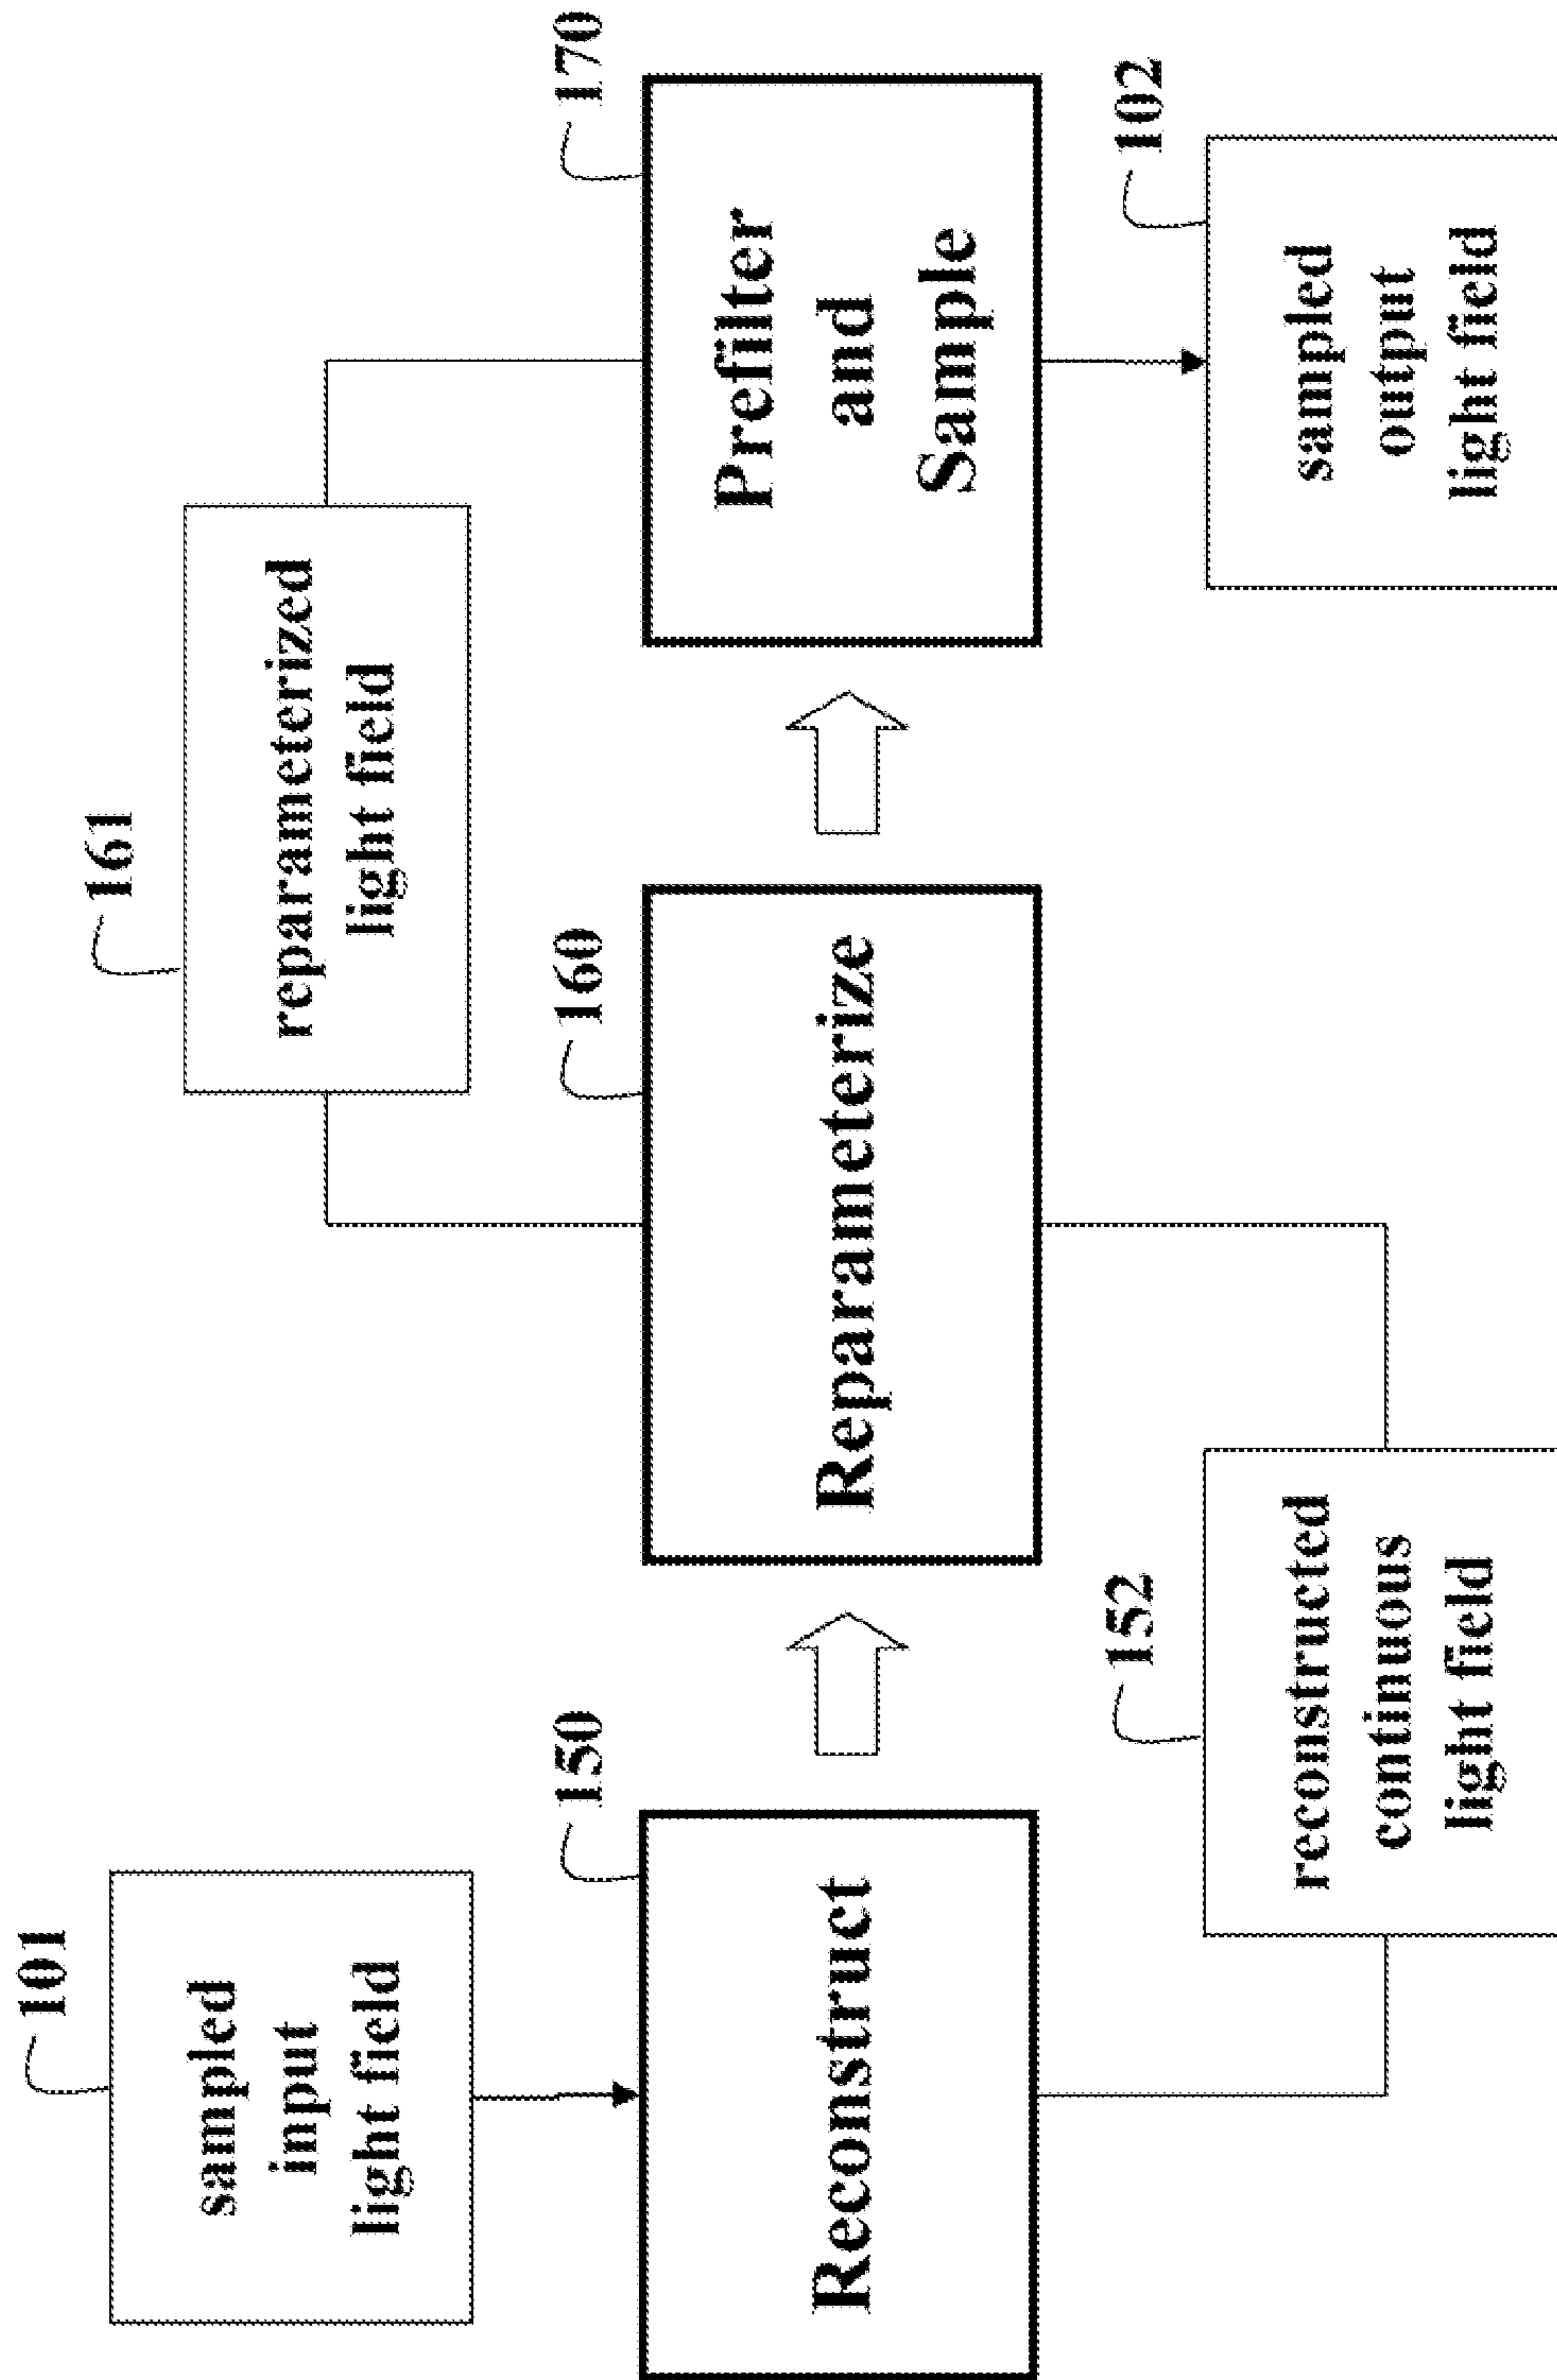 101
sampled
input
light field
150
Reconstruct
152
reconstructed
continuous
light field
160
Reparameterize
161
reparameterized
light field
170
Prefilter
and
Sample
102
sampled
output
light field